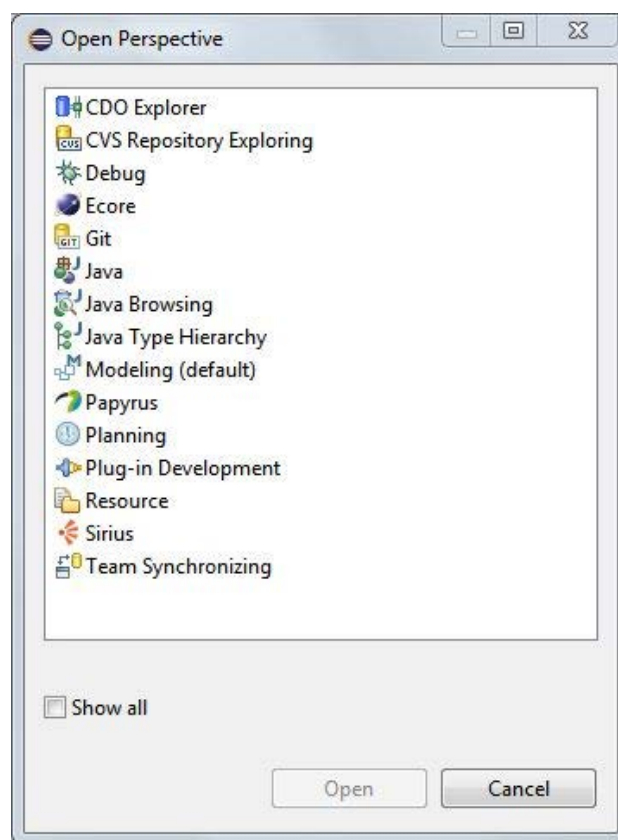 Open Perspective
CDO Explorer
CVS Repository Exploring
Debug
Ecore
Git
Java
Java Browsing
Java Type Hierarchy
Modeling (default)
Papyrus
Planning
Plug-in Development
Resource
Sirius
Team Synchronizing
Show all
Open Cancel